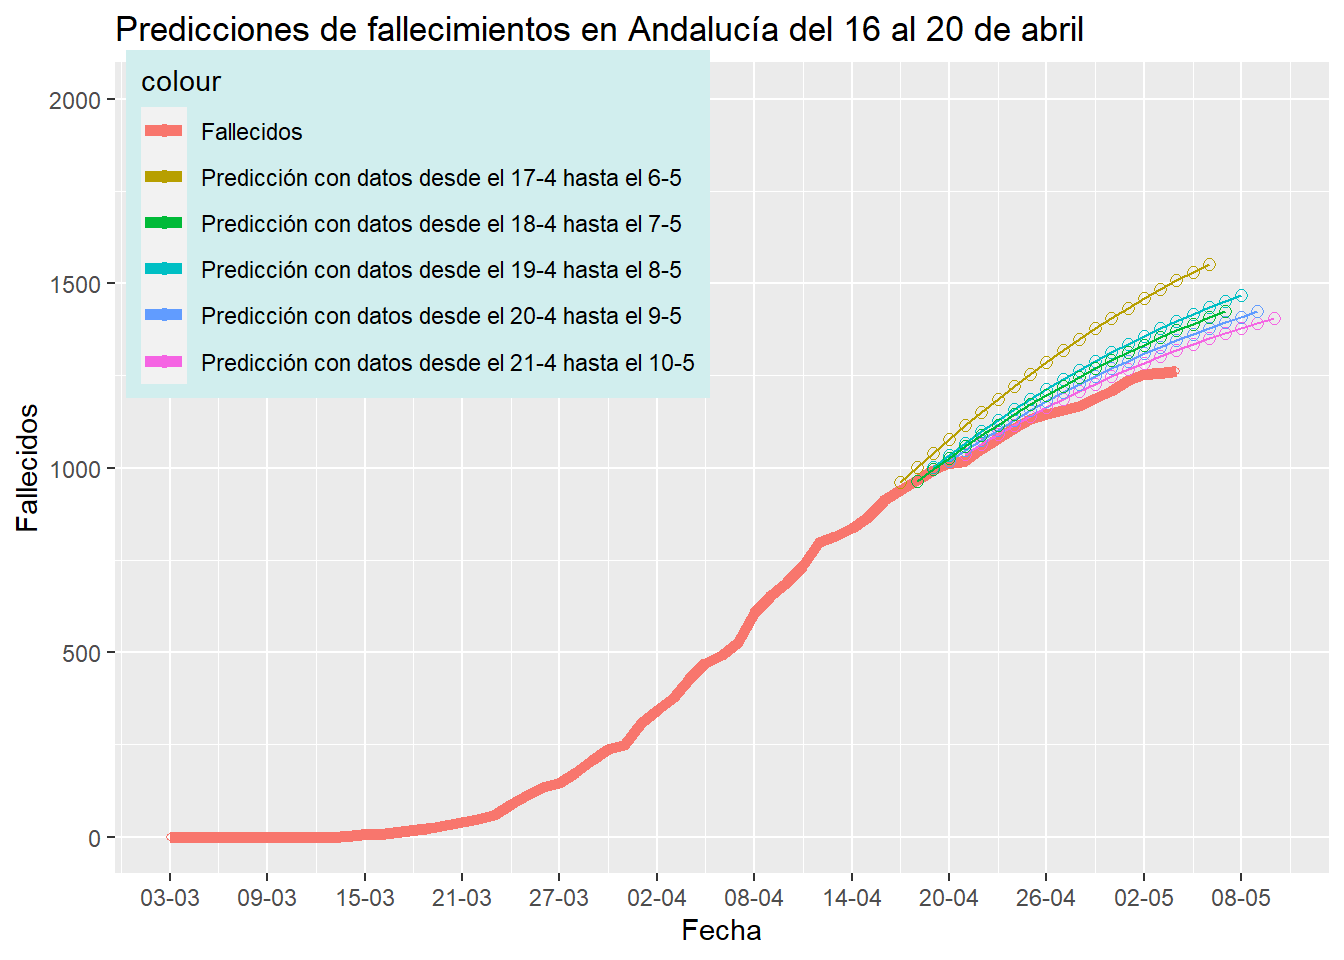 Predicciones de fallecimientos en Andalucía del 16 al 20 de abril
colour
Fallecidos
Predicción con datos desde el 17-4 hasta el 6-5
Predicción con datos desde el 18-4 hasta el 7-5
Predicción con datos desde el 19-4 hasta el 8-5
Predicción con datos desde el 20-4 hasta el 9-5
Predicción con datos desde el 21-4 hasta el 10-5
Fallecidos
2000
1500
1000
500
0
03-03 09-03 15-03 21-03 27-03 02-04 08-04 14-04 20-04 26-04 02-05 08-05
Fecha